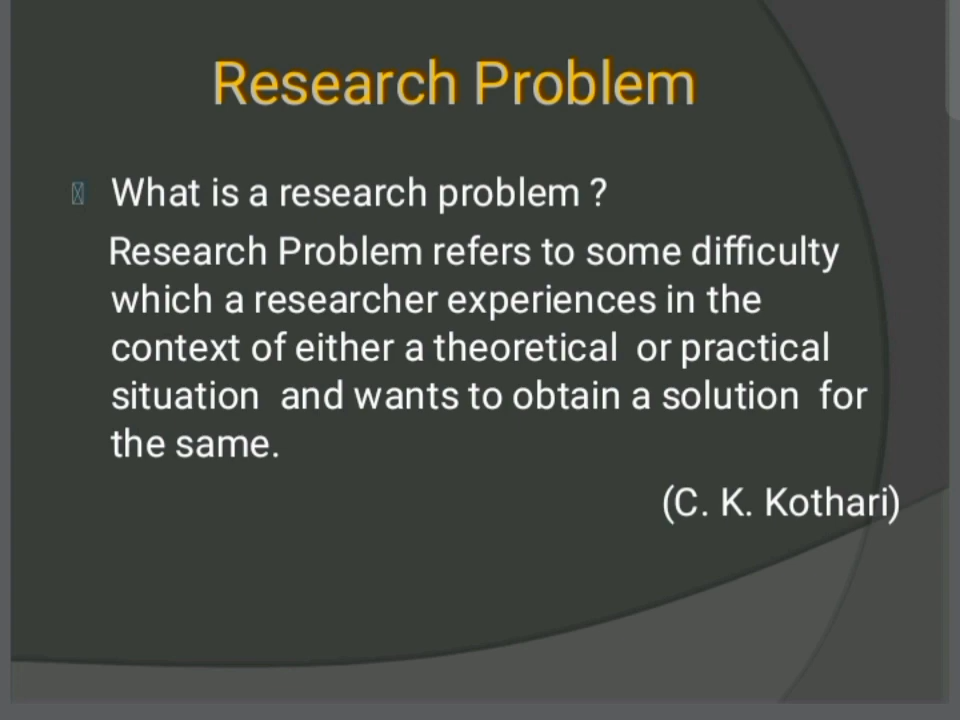 Research Problem
What is a research problem ?
Research Problem refers to some difficulty
which a researcher experiences in the
context of either a theoretical or practical
situation and wants to obtain a solution for
the same.
(C. K. Kothari)